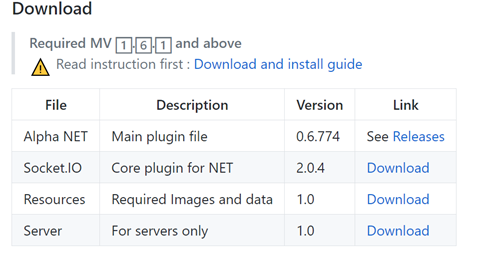 Download
Required MV 1.6.1 and above
Read instruction first : Download and install guide
File Description Version Link
Alpha NET Main plugin file 0.6.774 See Releases
Socket.IO Core plugin for NET 2.0.4 Download
Resources Required Images and data 1.0 Download
Server For servers only 1.0 Download